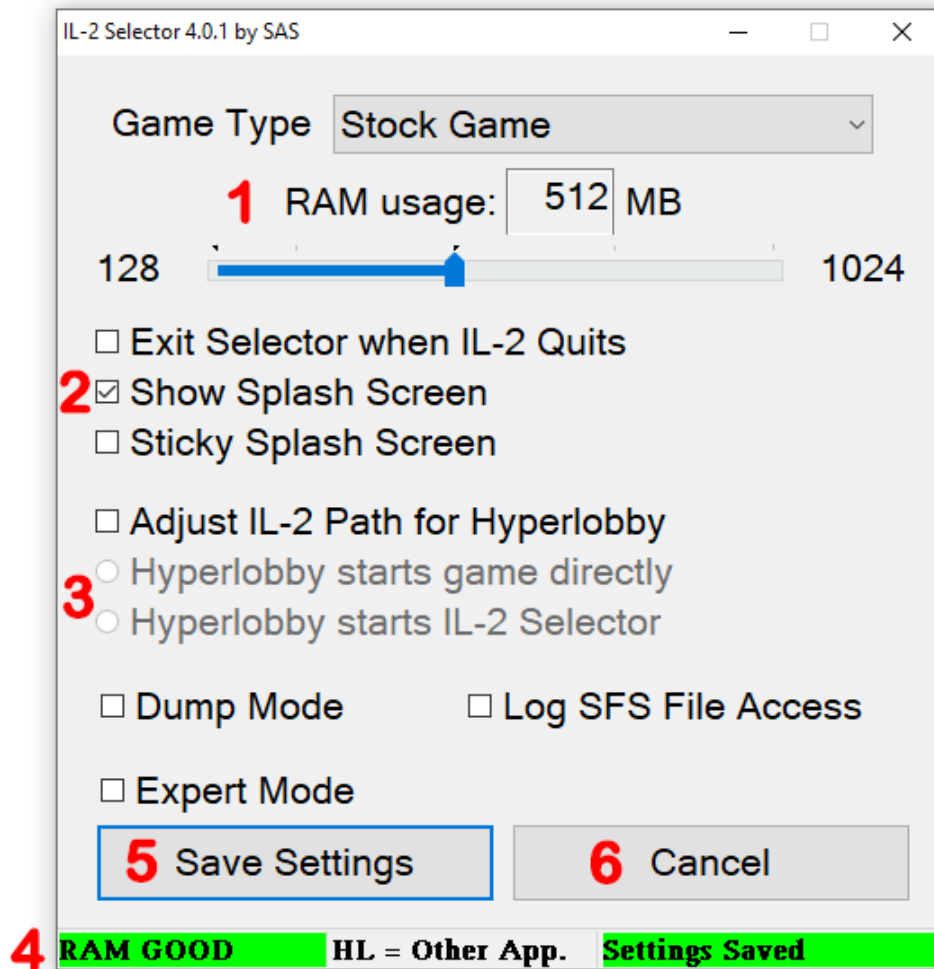 IL-2 Selector 4.0.1 by SAS
Game Type Stock Game
1 RAM usage: 512 MB
128 1024
Exit Selector when IL-2 Quits
2 Show Splash Screen
Sticky Splash Screen
Adjust IL-2 Path for Hyperlobby
Hyperlobby starts game directly
3
Hyperlobby starts IL-2 Selector
Dump Mode Log SFS File Access
Expert Mode
5 Save Settings 6 Cancel
4 RAM GOOD HL = Other App. Settings Saved